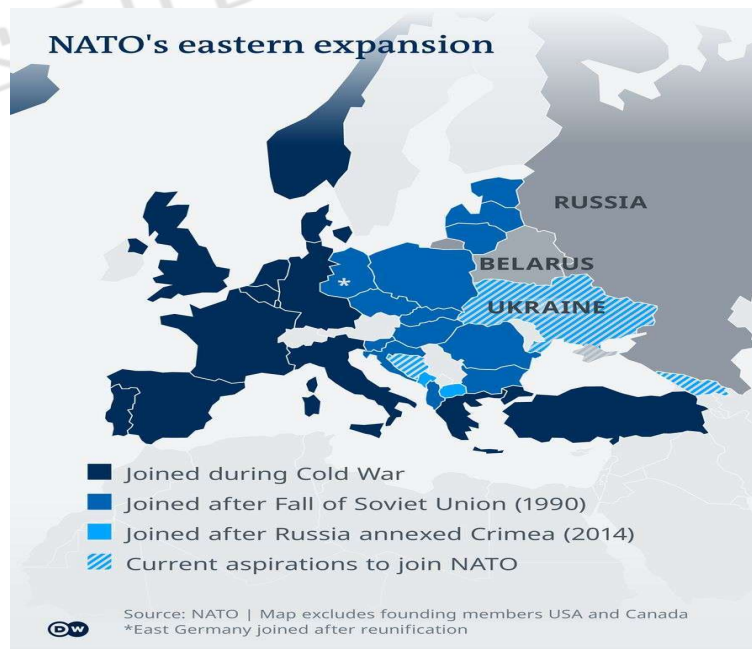 NATO's eastern expansion
RUSSIA
BELARUS
*
UKRAINE
Joined during Cold War
Joined after Fall of Soviet Union (1990)
Joined after Russia annexed Crimea (2014)
Current aspirations to join NATO
Source: NATO | Map excludes founding members USA and Canada
DW *East Germany joined after reunification